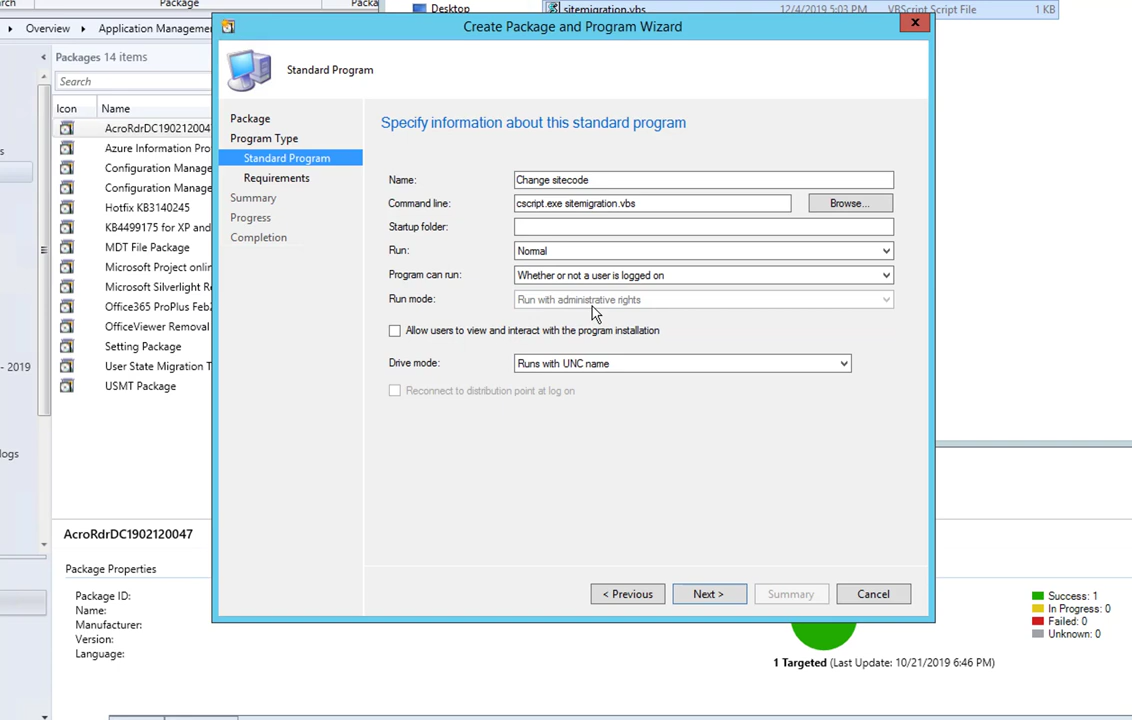 rch Package Packa
Desktop sitemigration.vbs 12/4/2019 5:03 PM VBScript Script File 1 KB
Overview Application Managemen
Create Package and Program Wizard
Packages 14 items
Search
Icon Name
AcroRdrDC190212004
Azure Information Pro
Configuration Manage
Configuration Manage
Hotfix KB3140245
KB4499175 for XP and
MDT File Package
Microsoft Project onlin
Microsoft Silverlight R
Office365 ProPlus Feb2
OfficeViewer Removal
Setting Package
User State Migration T
USMT Package
s
- 2019
logs
Standard Program
Package
Program Type
Standard Program
Requirements
Summary
Progress
Completion
Specify information about this standard program
Name: Change sitecode
Command line: cscript.exe sitemigration.vbs Browse...
Startup folder:
Run: Normal
Program can run: Whether or not a user is logged on
Run mode: Run with administrative rights
Allow users to view and interact with the program installation
Drive mode: Runs with UNC name
Reconnect to distribution point at log on
< Previous Next > Summary Cancel
AcroRdrDC1902120047
Package Properties
Package ID:
Name:
Manufacturer:
Version:
Language:
Success: 1
In Progress: 0
Failed: 0
Unknown: 0
1 Targeted (Last Update: 10/21/2019 6:46 PM)